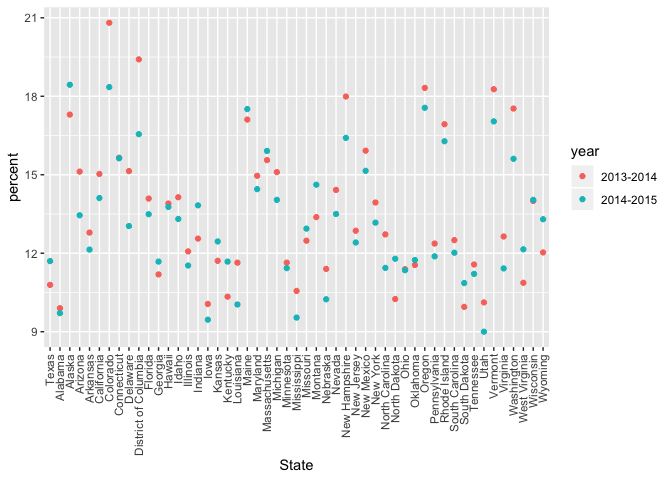 21
18
15
12
9
percent
Texas
Alabama
Alaska
Arizona
Arkansas
California
Colorado
Connecticut
Delaware
District of Columbia
Florida
Georgia
Hawaii
Idaho
Illinois
Indiana
Iowa
Kansas
Kentucky
Louisiana
Maine
Maryland
Massachusetts
Michigan
Minnesota
Mississippi
Missouri
Montana
Nebraska
Nevada
New Hampshire
New Jersey
New Mexico
New York
North Carolina
North Dakota
Ohio
Oklahoma
Oregon
Pennsylvania
Rhode Island
South Carolina
South Dakota
Tennessee
Utah
Vermont
Virginia
Washington
West Virginia
Wisconsin
Wyoming
State
year
2013-2014
2014-2015